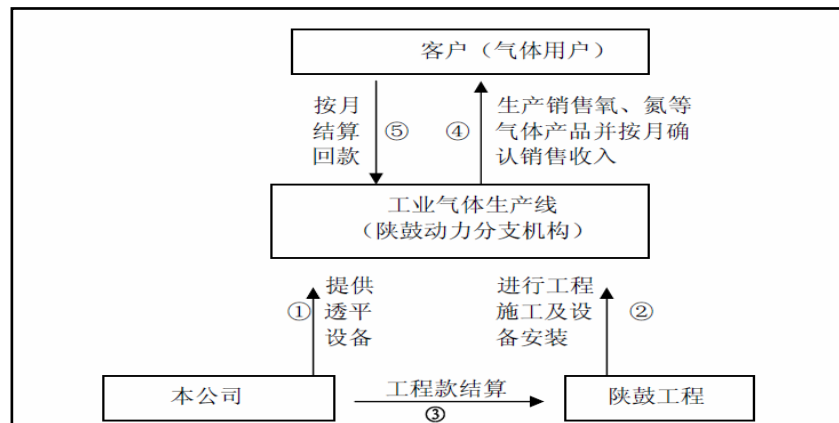 客户（气体用户）
按月
结算
回款
⑤
④
生产销售氧、氮等
气体产品并按月确
认销售收入
工业气体生产线
（陕鼓动力分支机构）
①
提供
透平
设备
进行工程
施工及设
备安装
②
本公司
工程款结算
③
陕鼓工程